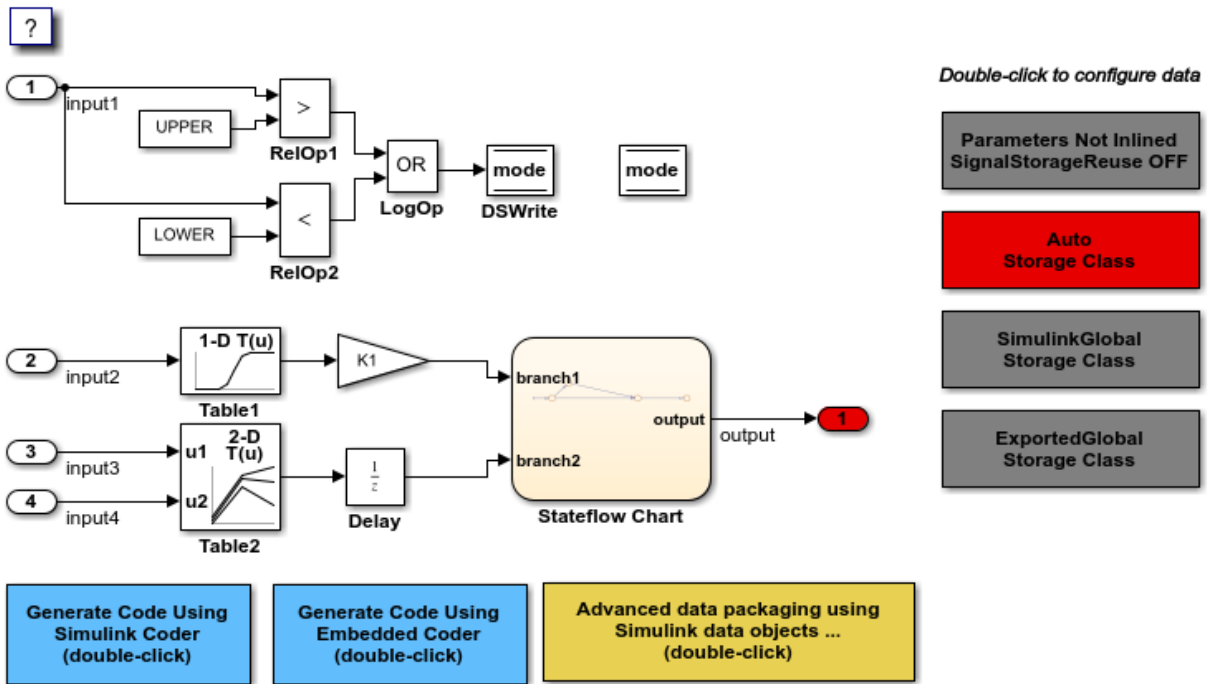 ?
Double-click to configure data
1
input1
UPPER
>
RelOp1
OR
LogOp
mode
DSWrite
mode
<
LOWER
RelOp2
Parameters Not Inlined
SignalStorageReuse OFF
Auto
Storage Class
SimulinkGlobal
Storage Class
ExportedGlobal
Storage Class
2
input2
1-D T(u)
Table1
K1
3
input3
4
input4
u1
u2
2-D
T(u)
Table2
1
z
Delay
branch1
branch2
output
Stateflow Chart
output
1
Generate Code Using
Simulink Coder
(double-click)
Generate Code Using
Embedded Coder
(double-click)
Advanced data packaging using
Simulink data objects ...
(double-click)